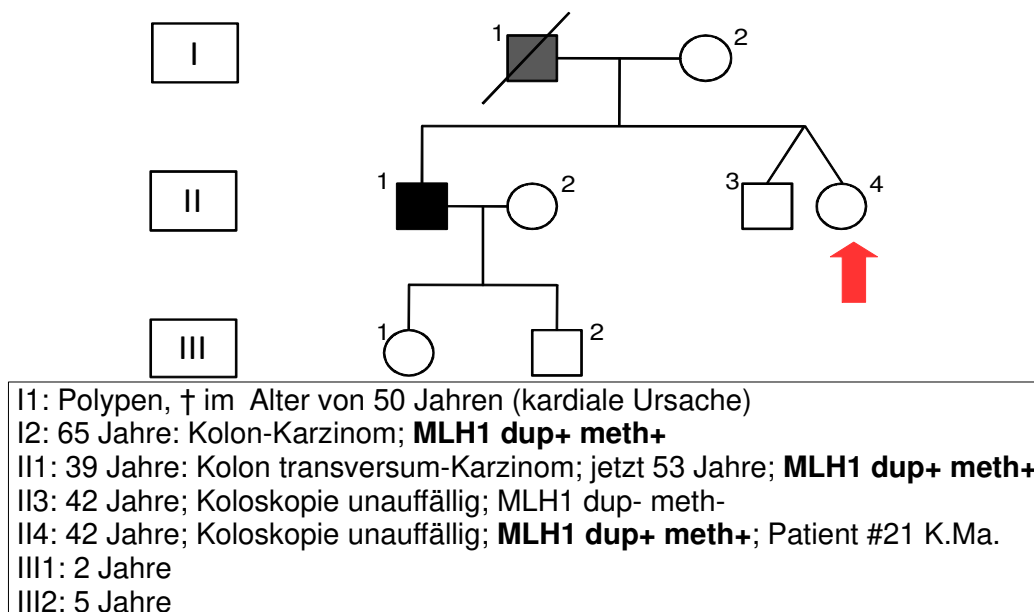 1
2
I
1
2
3
4
II
1
2
III
I1: Polypen, † im Alter von 50 Jahren (kardiale Ursache)
I2: 65 Jahre: Kolon-Karzinom; MLH1 dup+ meth+
II1: 39 Jahre: Kolon transversum-Karzinom; jetzt 53 Jahre; MLH1 dup+ meth+
II3: 42 Jahre; Koloskopie unauffällig; MLH1 dup- meth-
II4: 42 Jahre; Koloskopie unauffällig; MLH1 dup+ meth+; Patient #21 K.Ma.
III1: 2 Jahre
III2: 5 Jahre